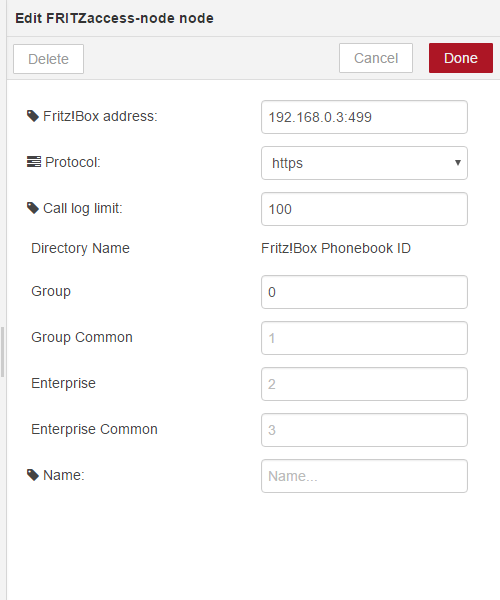 Edit FRITZaccess-node node
Delete
Cancel
Done
Fritz!Box address: 192.168.0.3:499
Protocol: https
Call log limit: 100
Directory Name Fritz!Box Phonebook ID
Group 0
Group Common 1
Enterprise 2
Enterprise Common 3
Name: Name...